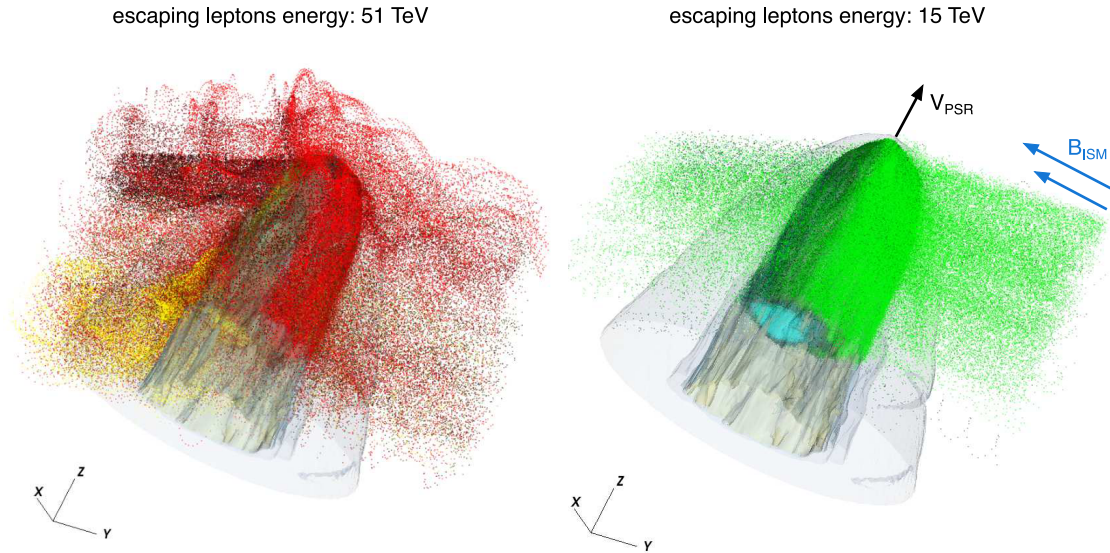 escaping leptons energy: 51 TeV
escaping leptons energy: 15 TeV
V_PSR
B_ISM
X
Z
Y
X
Z
Y